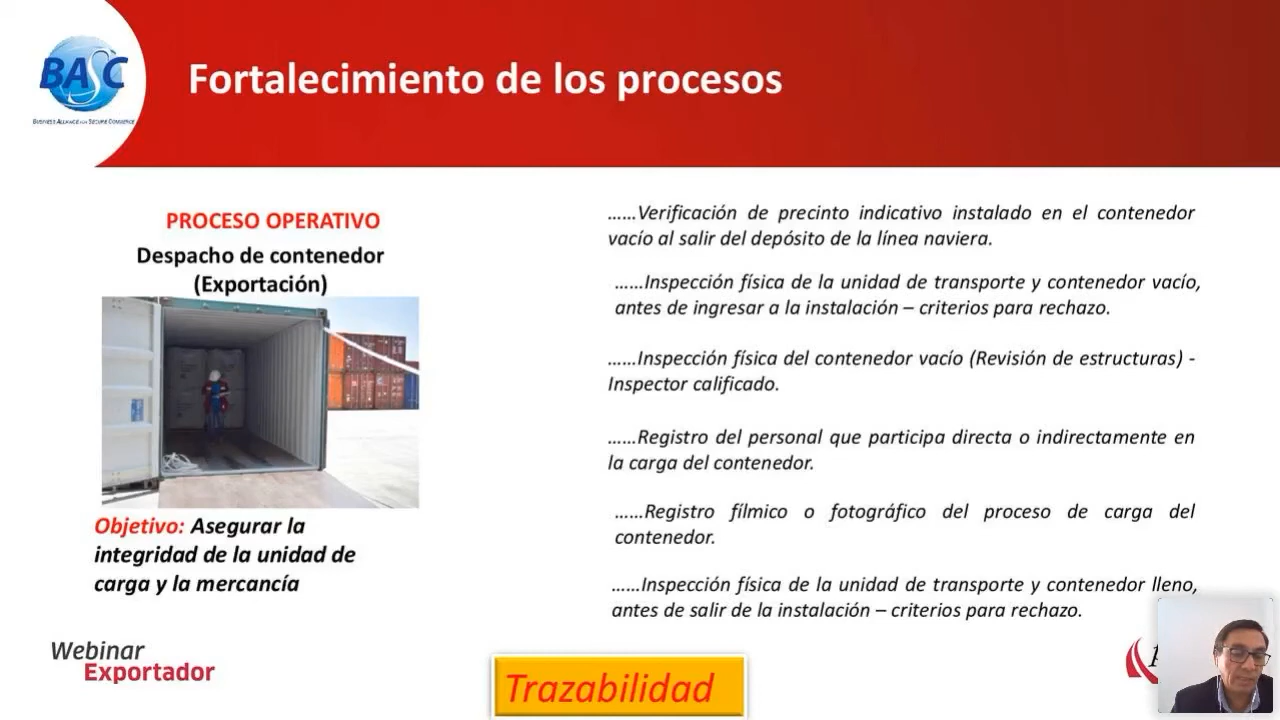 BASC
BUSINESS ALLIANCE FOR SECURE COMMERCE
Fortalecimiento de los procesos
PROCESO OPERATIVO
Despacho de contenedor
(Exportación)
Objetivo: Asegurar la
integridad de la unidad de
carga y la mercancía
......Verificación de precinto indicativo instalado en el contenedor
vacío al salir del depósito de la línea naviera.
......Inspección física de la unidad de transporte y contenedor vacío,
antes de ingresar a la instalación – criterios para rechazo.
......Inspección física del contenedor vacío (Revisión de estructuras) -
Inspector calificado.
......Registro del personal que participa directa o indirectamente en
la carga del contenedor.
......Registro fílmico o fotográfico del proceso de carga del
contenedor.
......Inspección física de la unidad de transporte y contenedor lleno,
antes de salir de la instalación – criterios para rechazo.
Webinar
Exportador
Trazabilidad